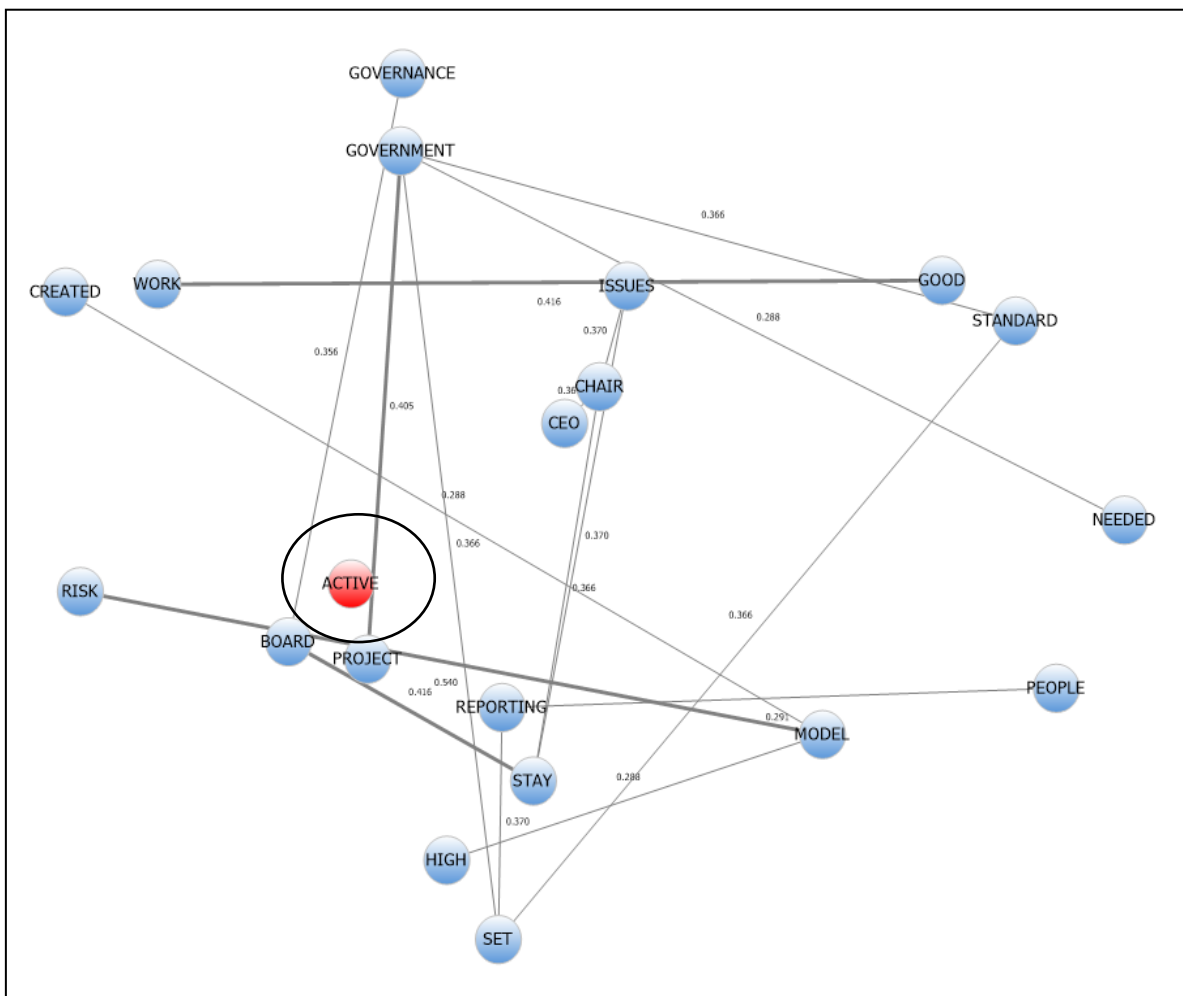 GOVERNANCE
GOVERNMENT
0.366
WORK
GOOD
CREATED
ISSUES
0.416
0.288
STANDARD
0.370
0.356
CHAIR
0.405
CEO
0.288
NEEDED
0.370
0.366
ACTIVE
0.366
RISK
0.366
BOARD
PROJECT
0.540
0.416
PEOPLE
REPORTING
0.291
MODEL
STAY
0.288
0.370
HIGH
SET